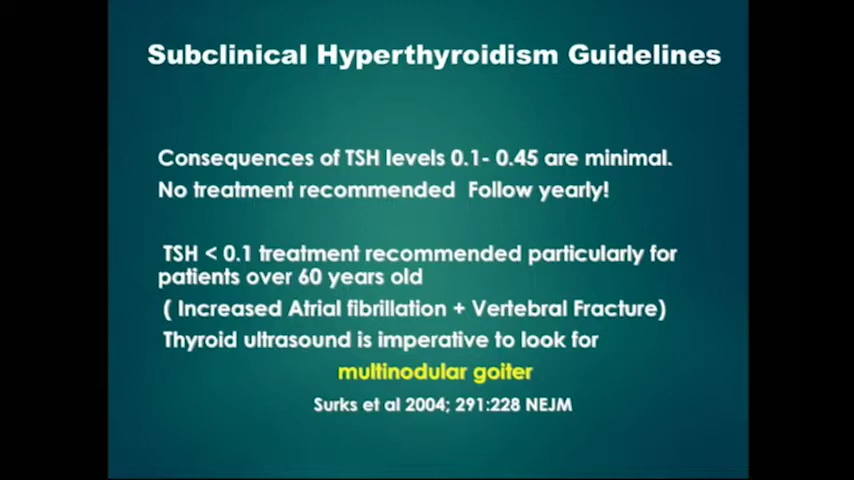 Subclinical Hyperthyroidism Guidelines
Consequences of TSH levels 0.1- 0.45 are minimal.
No treatment recommended Follow yearly!
TSH < 0.1 treatment recommended particularly for
patients over 60 years old
( Increased Atrial fibrillation + Vertebral Fracture)
Thyroid ultrasound is imperative to look for
multinodular goiter
Surks et al 2004; 291:228 NEJM